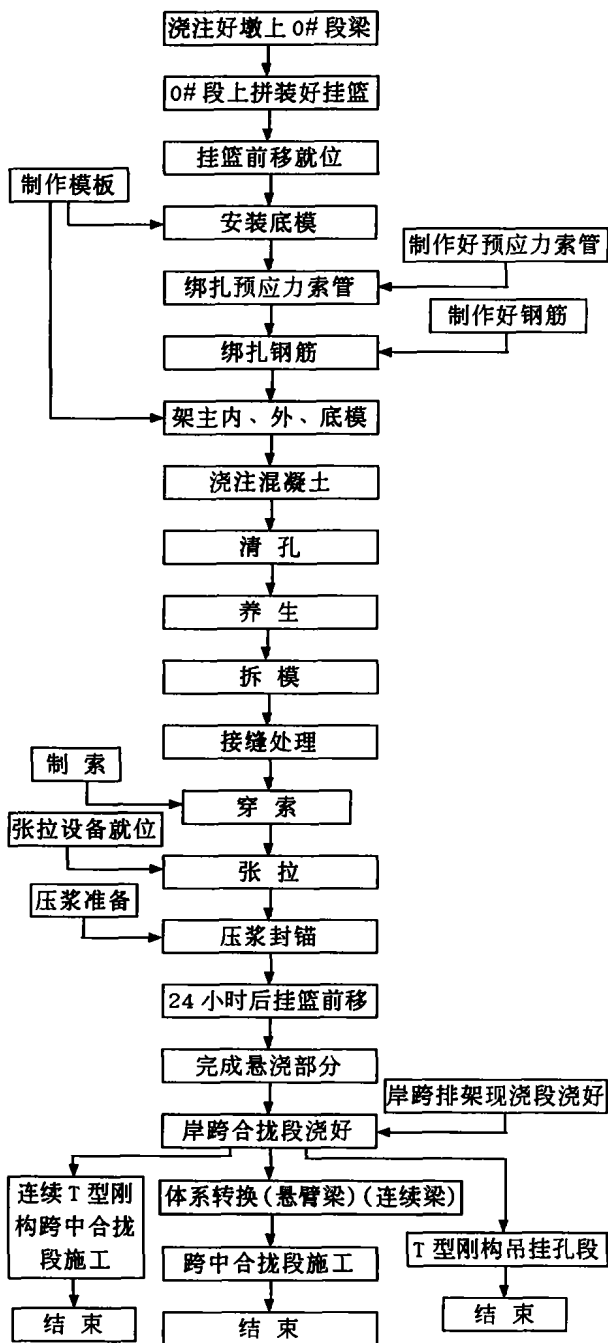 浇注好墩上0#段梁
0#段上拼装好挂篮
挂篮前移就位
制作模板
安装底模
制作好预应力索管
绑扎预应力索管
制作好钢筋
绑扎钢筋
架主内、外、底模
浇注混凝土
清孔
养生
拆模
接缝处理
制索
穿索
张拉设备就位
张拉
压浆准备
压浆封锚
24小时后挂篮前移
完成悬浇部分
岸跨排架现浇段浇好
岸跨合拢段浇好
连续T型刚
构跨中合拢
段施工
体系转换(悬臂梁)(连续梁)
T型刚构吊挂孔段
跨中合拢段施工
结束
结束
结束